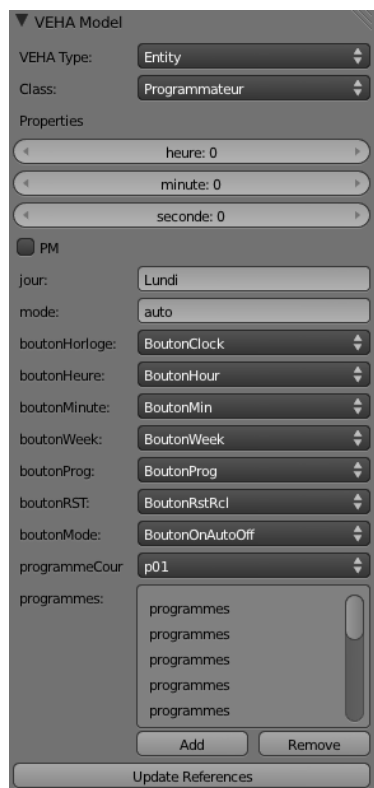 VEHA Model
VEHA Type: Entity
Class: Programmateur
Properties
heure: 0
minute: 0
seconde: 0
PM
jour: Lundi
mode: auto
boutonHorloge: BoutonClock
boutonHeure: BoutonHour
boutonMinute: BoutonMin
boutonWeek: BoutonWeek
boutonProg: BoutonProg
boutonRST: BoutonRstRcl
boutonMode: BoutonOnAutoOff
programmeCour p01
programmes: programmes
programmes
programmes
programmes
programmes
Add Remove
Update References